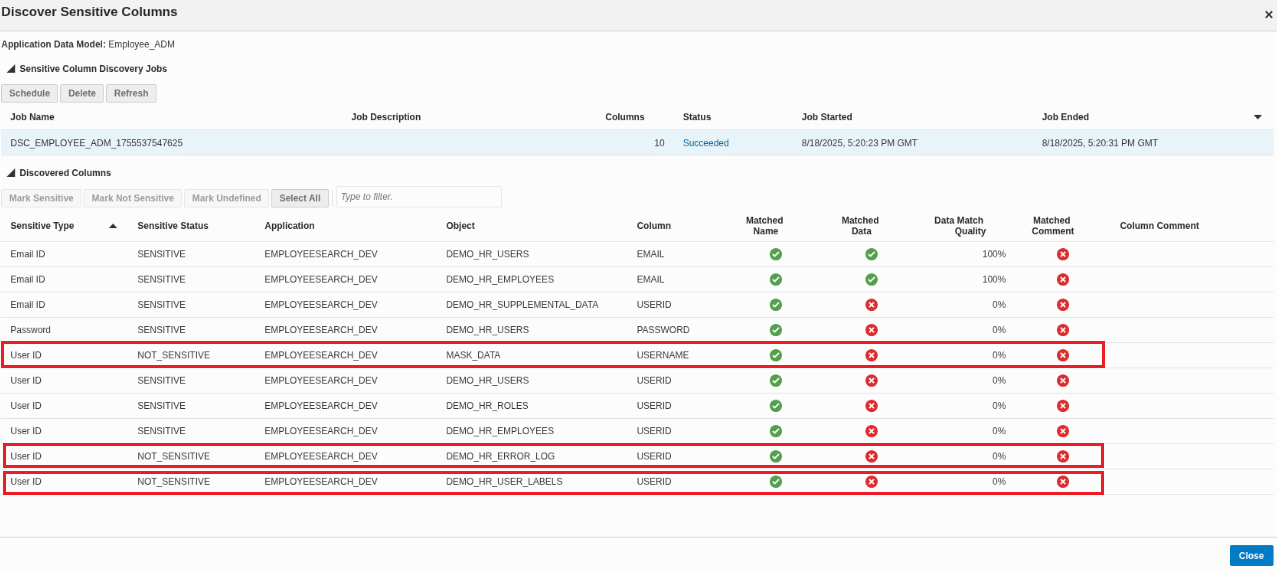 Discover Sensitive Columns
Application Data Model: Employee_ADM
Sensitive Column Discovery Jobs
Schedule Delete Refresh
Job Name Job Description Columns Status Job Started Job Ended
DSC_EMPLOYEE_ADM_1755537547625 10 Succeeded 8/18/2025, 5:20:23 PM GMT 8/18/2025, 5:20:31 PM GMT
Discovered Columns
Mark Sensitive Mark Not Sensitive Mark Undefined Select All Type to filter.
Sensitive Type Sensitive Status Application Object Column Matched Name Matched Data Data Match Quality Matched Comment Column Comment
Email ID SENSITIVE EMPLOYEESEARCH_DEV DEMO_HR_USERS EMAIL 100%
Email ID SENSITIVE EMPLOYEESEARCH_DEV DEMO_HR_EMPLOYEES EMAIL 100%
Email ID SENSITIVE EMPLOYEESEARCH_DEV DEMO_HR_SUPPLEMENTAL_DATA USERID 0%
Password SENSITIVE EMPLOYEESEARCH_DEV DEMO_HR_USERS PASSWORD 0%
User ID NOT_SENSITIVE EMPLOYEESEARCH_DEV MASK_DATA USERNAME 0%
User ID SENSITIVE EMPLOYEESEARCH_DEV DEMO_HR_USERS USERID 0%
User ID SENSITIVE EMPLOYEESEARCH_DEV DEMO_HR_ROLES USERID 0%
User ID SENSITIVE EMPLOYEESEARCH_DEV DEMO_HR_EMPLOYEES USERID 0%
User ID NOT_SENSITIVE EMPLOYEESEARCH_DEV DEMO_HR_ERROR_LOG USERID 0%
User ID NOT_SENSITIVE EMPLOYEESEARCH_DEV DEMO_HR_USER_LABELS USERID 0%
Close